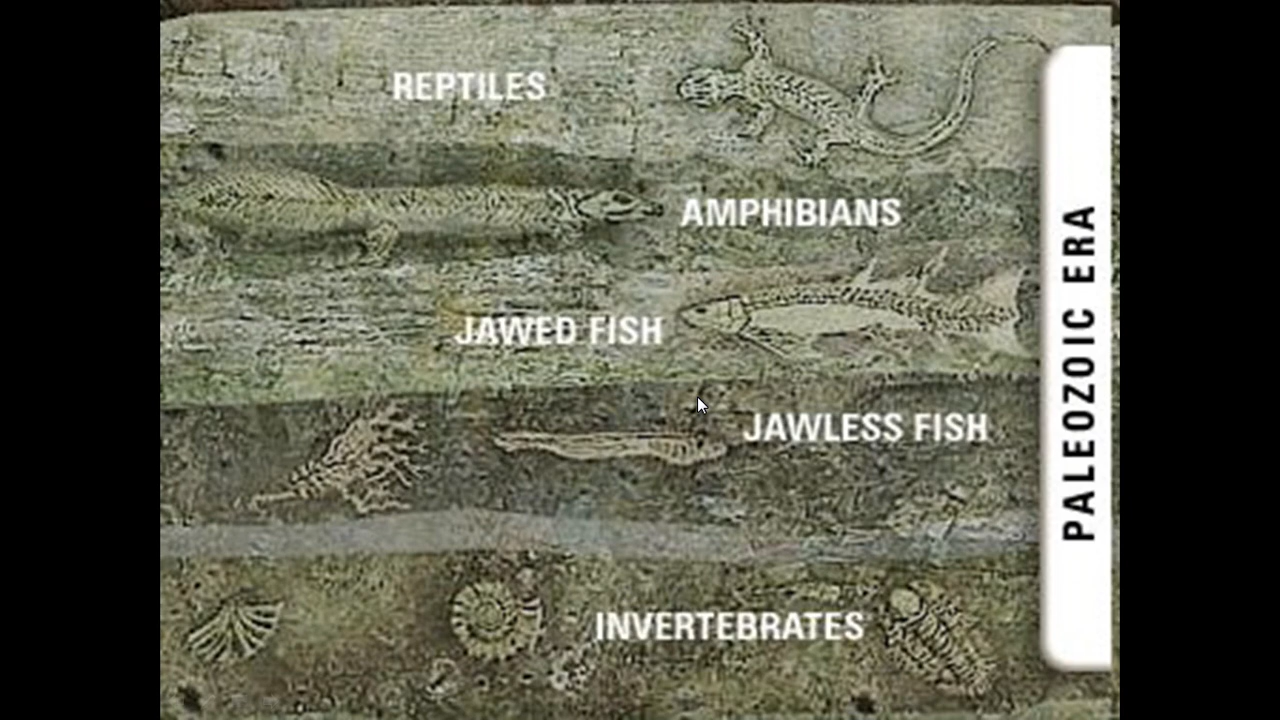 REPTILES
AMPHIBIANS
JAWED FISH
JAWLESS FISH
INVERTEBRATES
PALEOZOIC ERA